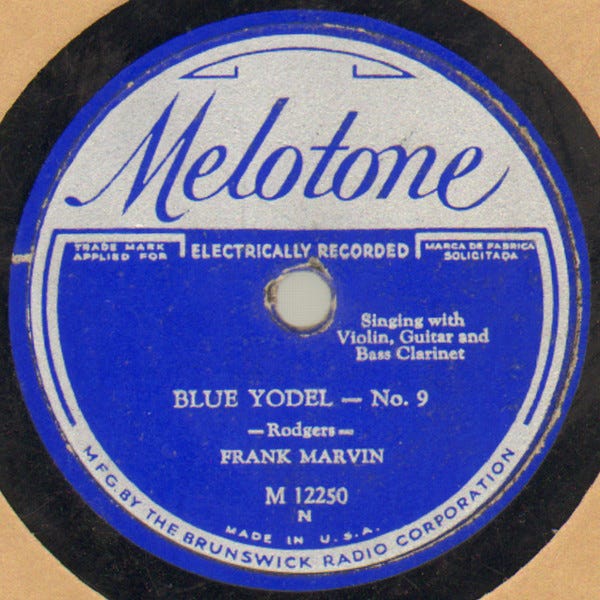 Melotone
TRADE MARK
APPLIED FOR
ELECTRICALLY RECORDED
MARCA DE FABRICA
SOLICITADA
Singing with
Violin, Guitar and
Bass Clarinet
BLUE YODEL — No. 9
—Rodgers—
FRANK MARVIN
M 12250
N
MADE IN U.S.A.
MFG. BY THE BRUNSWICK RADIO CORPORATION